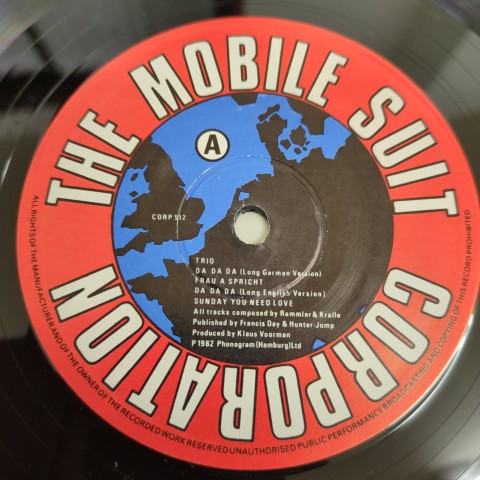 THE MOBILE SUIT CORPORATION
A
CORP 512
TRIO
DA DA DA (Long German Version)
FRAU A SPRICHT
DA DA DA (Long English Version)
SUNDAY YOU NEED LOVE
All tracks composed by Remmler & Kralle
Published by Francis Day & Hunter Jump
Produced by Klaus Voorman
P 1982 Phonogram (Hamburg) Ltd
ALL RIGHTS OF THE MANUFACTURER AND OF THE OWNER OF THE RECORDED WORK RESERVED UNAUTHORISED PUBLIC PERFORMANCE BROADCASTING AND COPYING OF THIS RECORD PROHIBITED